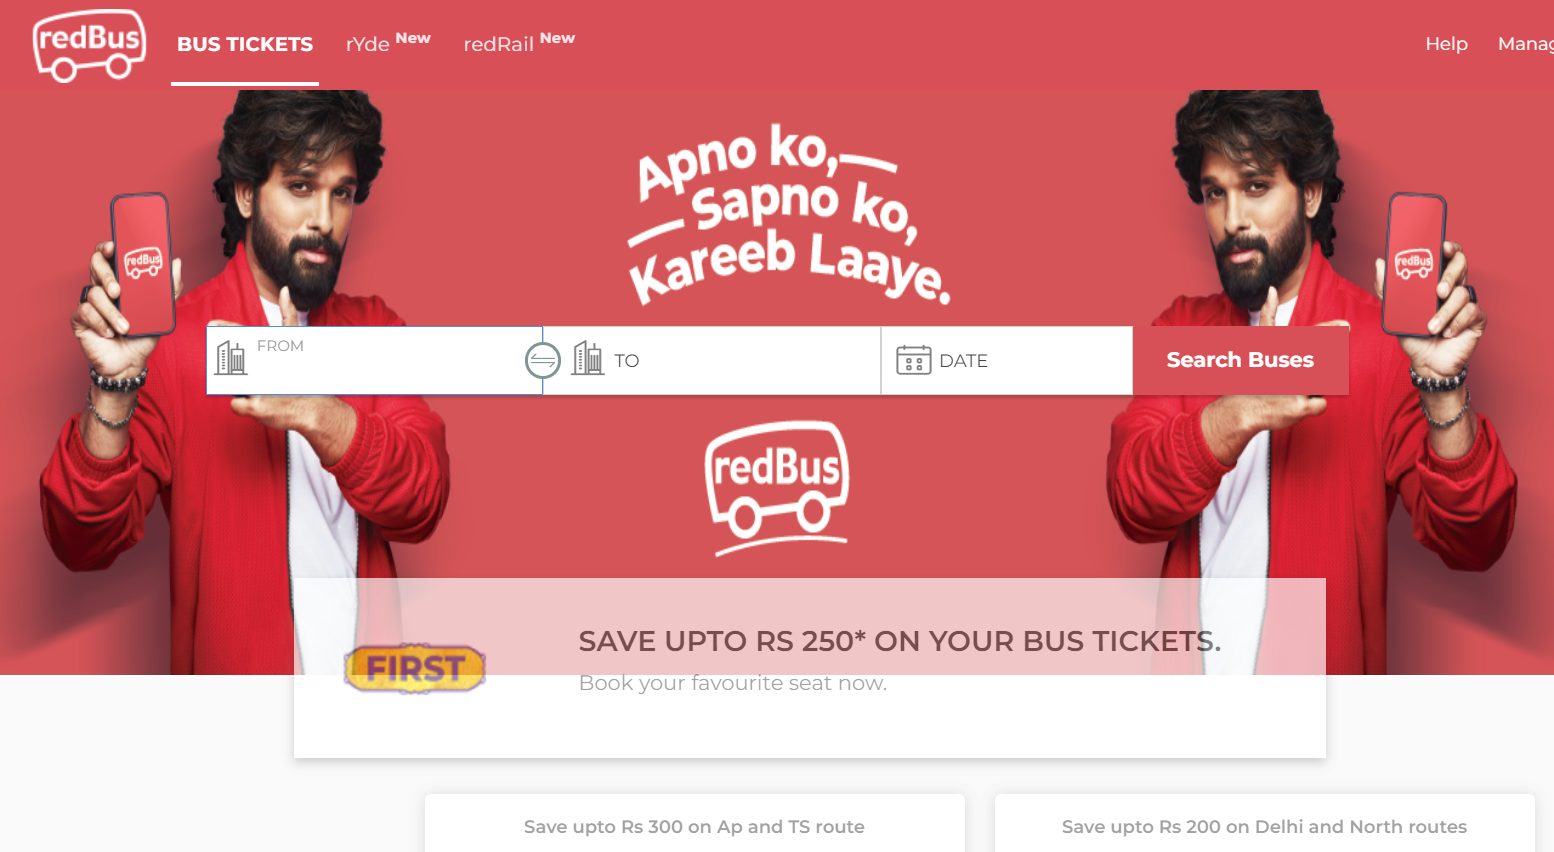 redBus
BUS TICKETS
rYde New
redRail New
Help
Manag
Apno ko,
Sapno ko,
Kareeb Laaye.
redBus
redBus
FROM
TO
DATE
Search Buses
redBus
FIRST
SAVE UPTO RS 250* ON YOUR BUS TICKETS.
Book your favourite seat now.
Save upto Rs 300 on Ap and TS route
Save upto Rs 200 on Delhi and North routes